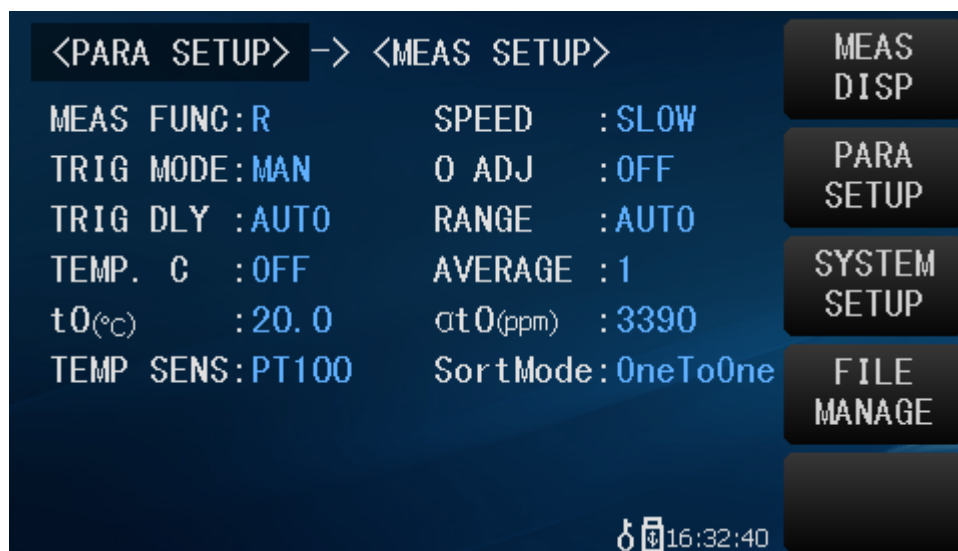 <PARA SETUP> -> <MEAS SETUP>
MEAS FUNC:R SPEED :SLOW
TRIG MODE:MAN O ADJ :OFF
TRIG DLY :AUTO RANGE :AUTO
TEMP. C :OFF AVERAGE :1
t0(℃) :20.0 αt0(ppm) :3390
TEMP SENS:PT100 SortMode:OneToOne
16:32:40
MEAS
DISP
PARA
SETUP
SYSTEM
SETUP
FILE
MANAGE